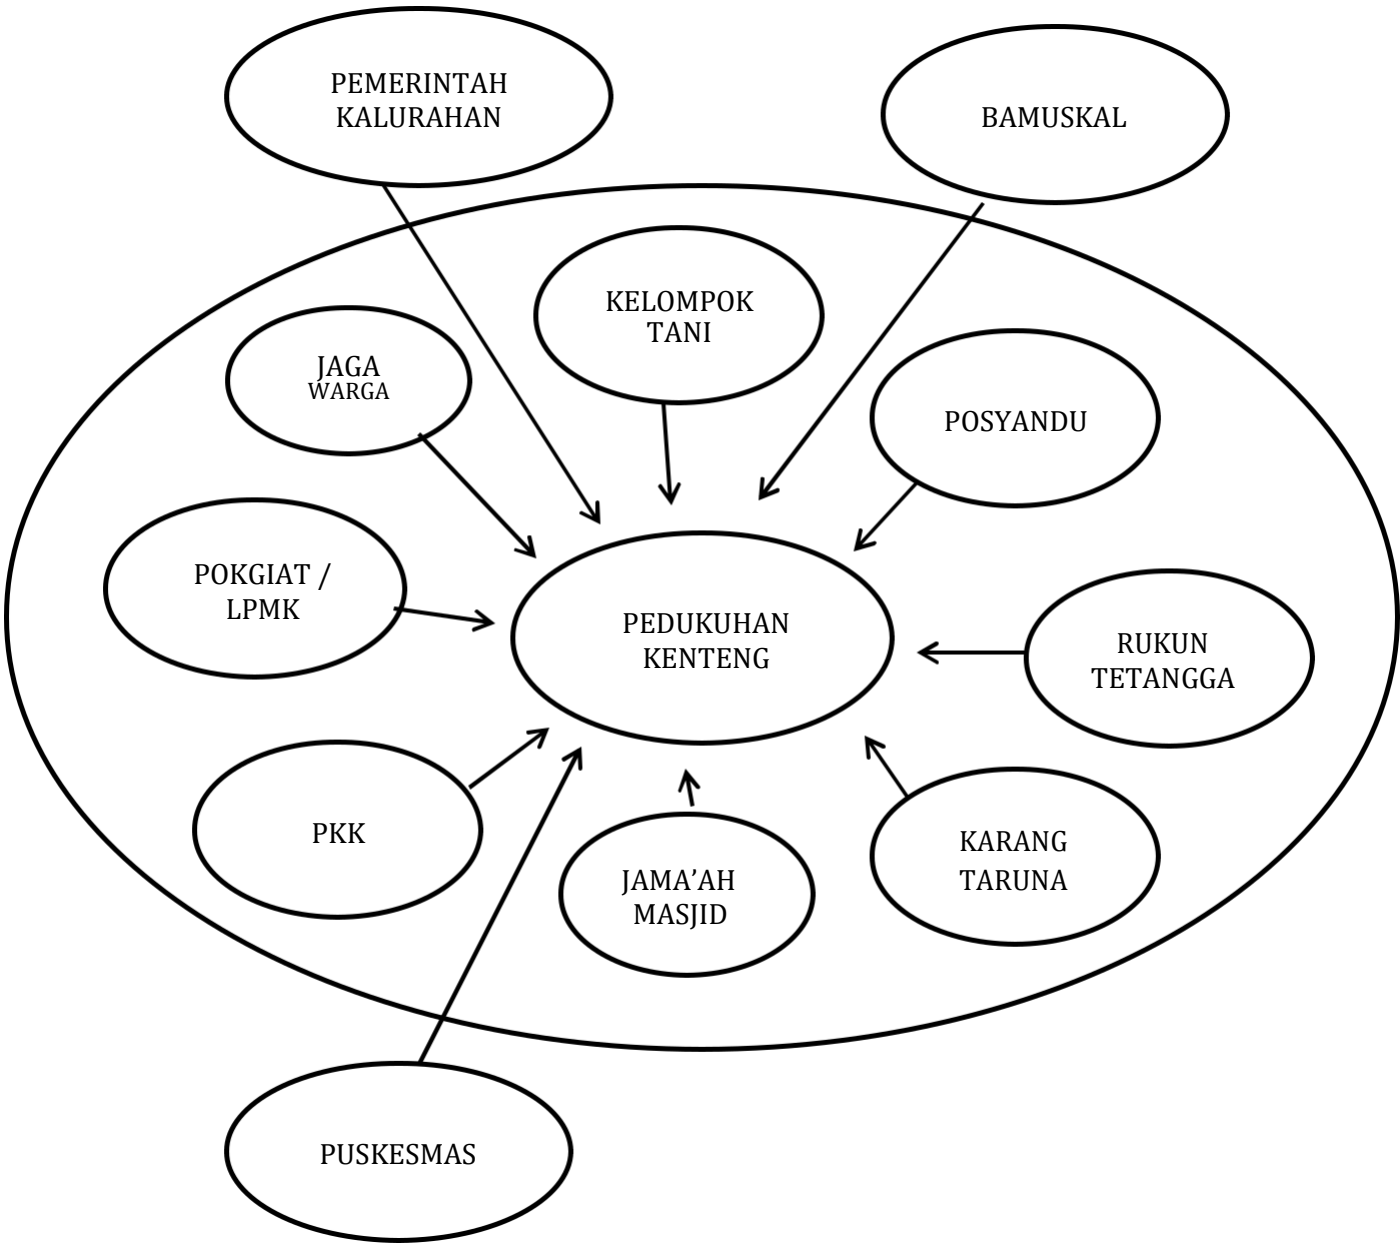 PEMERINTAH
KALURAHAN
BAMUSKAL
KELOMPOK
TANI
JAGA
WARGA
POSYANDU
POKGIAT /
LPMK
PEDUKUHAN
KENTENG
RUKUN
TETANGGA
PKK
JAMA’AH
MASJID
KARANG
TARUNA
PUSKESMAS